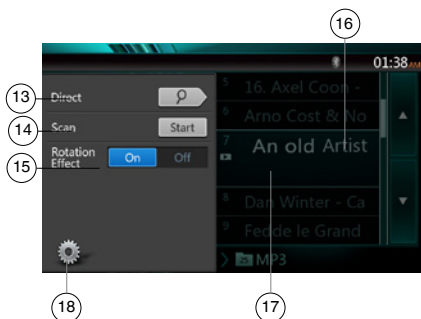 16
01:38 AM
13
Direct
5 16. Axel Coon -
14
Scan
Start
6 Arno Cost & No
15
Rotation
Effect
On
Off
7 An old Artist
8 Dan Winter - Ca
9 Fedde le Grand
MP3
18
17